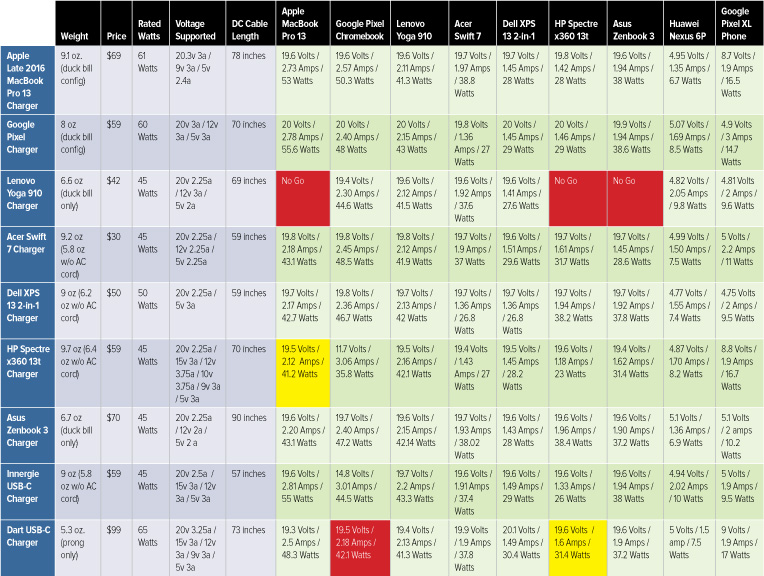 Weight Price Rated Watts Voltage Supported DC Cable Length Apple MacBook Pro 13 Google Pixel Chromebook Lenovo Yoga 910 Acer Swift 7 Dell XPS 13 2-in-1 HP Spectre x360 13t Asus Zenbook 3 Huawei Nexus 6P Google Pixel XL Phone
Apple Late 2016 MacBook Pro 13 Charger 9.1 oz. (duck bill config) $69 61 Watts 20.3v 3a / 9v 3a / 5v 2.4a 78 inches 19.6 Volts / 2.73 Amps / 53 Watts 19.6 Volts / 2.57 Amps / 50.3 Watts 19.6 Volts / 2.11 Amps / 41.3 Watts 19.7 Volts / 1.97 Amps / 38.8 Watts 19.7 Volts / 1.45 Amps / 28 Watts 19.8 Volts / 1.42 Amps / 28 Watts 19.6 Volts / 1.94 Amps / 38 Watts 4.95 Volts / 1.35 Amps / 6.7 Watts 8.7 Volts / 1.9 Amps / 16.5 Watts
Google Pixel Charger 8 oz (duck bill config) $59 60 Watts 20v 3a / 12v 3a / 5v 3a 70 inches 20 Volts / 2.78 Amps / 55.6 Watts 20 Volts / 2.40 Amps / 48 Watts 20 Volts / 2.15 Amps / 43 Watts 19.8 Volts / 1.36 Amps / 27 Watts 20 Volts / 1.45 Amps / 29 Watts 20 Volts / 1.46 Amps / 29 Watts 19.9 Volts / 1.94 Amps / 38.6 Watts 5.07 Volts / 1.69 Amps / 8.5 Watts 4.9 Volts / 3 Amps / 14.7 Watts
Lenovo Yoga 910 Charger 6.6 oz (duck bill only) $42 45 Watts 20v 2.25a / 12v 3a / 5v 2a 69 inches No Go 19.4 Volts / 2.30 Amps / 44.6 Watts 19.6 Volts / 2.12 Amps / 41.5 Watts 19.6 Volts / 1.92 Amps / 37.6 Watts 19.6 Volts / 1.41 Amps / 27.6 Watts No Go No Go 4.82 Volts / 2.05 Amps / 9.8 Watts 4.81 Volts / 2 Amps / 9.6 Watts
Acer Swift 7 Charger 9.2 oz (5.8 oz w/o AC cord) $30 45 Watts 20v 2.25a / 12v 2.25a / 5v 2.25a 59 inches 19.8 Volts / 2.18 Amps / 43.1 Watts 19.8 Volts / 2.45 Amps / 48.5 Watts 19.8 Volts / 2.12 Amps / 41.9 Watts 19.7 Volts / 1.9 Amps / 37 Watts 19.6 Volts / 1.51 Amps / 29.6 Watts 19.7 Volts / 1.61 Amps / 31.7 Watts 19.7 Volts / 1.45 Amps / 28.6 Watts 4.99 Volts / 1.50 Amps / 7.5 Watts 5 Volts / 2.2 Amps / 11 Watts
Dell XPS 13 2-in-1 Charger 9 oz (6.2 oz w/o AC cord) $50 50 Watts 20v 2.25a / 5v 3a 59 inches 19.7 Volts / 2.17 Amps / 42.7 Watts 19.8 Volts / 2.36 Amps / 46.7 Watts 19.7 Volts / 2.13 Amps / 42 Watts 19.7 Volts / 1.36 Amps / 26.8 Watts 19.7 Volts / 1.36 Amps / 26.8 Watts 19.7 Volts / 1.94 Amps / 38.2 Watts 19.7 Volts / 1.92 Amps / 37.8 Watts 4.77 Volts / 1.55 Amps / 7.4 Watts 4.75 Volts / 2 Amps / 9.5 Watts
HP Spectre x360 13t Charger 9.7 oz (6.4 oz w/o AC cord) $59 45 Watts 20v 2.25a / 15v 3a / 12v 3.75a / 10v 3.75a / 9v 3a / 5v 3a 70 inches 19.5 Volts / 2.12 Amps / 41.2 Watts 11.7 Volts / 3.06 Amps / 35.8 Watts 19.5 Volts / 2.16 Amps / 42.1 Watts 19.4 Volts / 1.43 Amps / 27 Watts 19.5 Volts / 1.45 Amps / 28.2 Watts 19.6 Volts / 1.18 Amps / 23 Watts 19.4 Volts / 1.62 Amps / 31.4 Watts 4.87 Volts / 1.70 Amps / 8.2 Watts 8.8 Volts / 1.9 Amps / 16.7 Watts
Asus Zenbook 3 Charger 6.7 oz (duck bill only) $70 45 Watts 20v 2.25a / 12v 2a / 5v 2 a 90 inches 19.6 Volts / 2.20 Amps / 43.1 Watts 19.7 Volts / 2.40 Amps / 47.2 Watts 19.6 Volts / 2.15 Amps / 42.14 Watts 19.7 Volts / 1.93 Amps / 38.02 Watts 19.6 Volts / 1.43 Amps / 28 Watts 19.6 Volts / 1.96 Amps / 38.4 Watts 19.6 Volts / 1.90 Amps / 37.2 Watts 5.1 Volts / 1.36 Amps / 6.9 Watts 5.1 Volts / 2 amps / 10.2 Watts
Innergie USB-C Charger 9 oz (5.8 oz w/o AC cord) $59 45 Watts 20v 2.5a / 15v 3a / 12v 3a / 5v 3a 57 inches 19.6 Volts / 2.81 Amps / 55 Watts 14.8 Volts / 3.01 Amps / 44.5 Watts 19.7 Volts / 2.2 Amps / 43.3 Watts 19.6 Volts / 1.91 Amps / 37.4 Watts 19.6 Volts / 1.49 Amps / 29 Watts 19.6 Volts / 1.33 Amps / 26 Watts 19.6 Volts / 1.94 Amps / 38 Watts 4.94 Volts / 2.02 Amps / 10 Watts 5 Volts / 1.9 Amps / 9.5 Watts
Dart USB-C Charger 5.3 oz. (prong only) $99 65 Watts 20v 3.25a / 15v 3a / 12v 3a / 9v 3a / 5v 3a 73 inches 19.3 Volts / 2.5 Amps / 48.3 Watts 19.5 Volts / 2.18 Amps / 42.1 Watts 19.4 Volts / 2.13 Amps / 41.3 Watts 19.9 Volts / 1.9 Amps / 37.8 Watts 20.1 Volts / 1.49 Amps / 30.4 Watts 19.6 Volts / 1.6 Amps / 31.4 Watts 19.6 Volts / 1.9 Amps / 37.2 Watts 5 Volts / 1.5 amp / 7.5 Watts 9 Volts / 1.9 Amps / 17 Watts